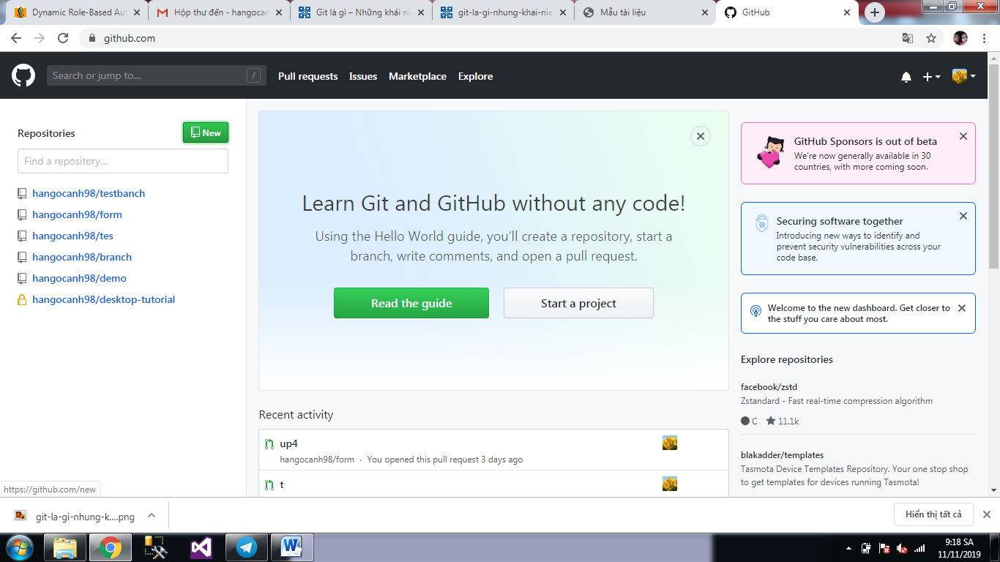 Dynamic Role-Based Aut
Hộp thư đến - hangocan
Git là gì – Những khái ni
git-la-gi-nhung-khai-nie
Mẫu tài liệu
GitHub
github.com
Search or jump to...
/
Pull requests
Issues
Marketplace
Explore
Repositories
New
Find a repository...
hangocanh98/testbanch
hangocanh98/form
hangocanh98/tes
hangocanh98/branch
hangocanh98/demo
hangocanh98/desktop-tutorial
Learn Git and GitHub without any code!
Using the Hello World guide, you’ll create a repository, start a
branch, write comments, and open a pull request.
Read the guide
Start a project
Recent activity
up4
hangocanh98/form · You opened this pull request 3 days ago
t
GitHub Sponsors is out of beta
We're now generally available in 30
countries, with more coming soon.
Securing software together
Introducing new ways to identify and
prevent security vulnerabilities across your
code base.
Welcome to the new dashboard. Get closer to
the stuff you care about most.
Explore repositories
facebook/zstd
Zstandard - Fast real-time compression algorithm
C 11.1k
blakadder/templates
Tasmota Device Templates Repository. Your one stop shop
to get templates for devices running Tasmota!
https://github.com/new
git-la-gi-nhung-k....png
Hiển thị tất cả
9:18 SA
11/11/2019